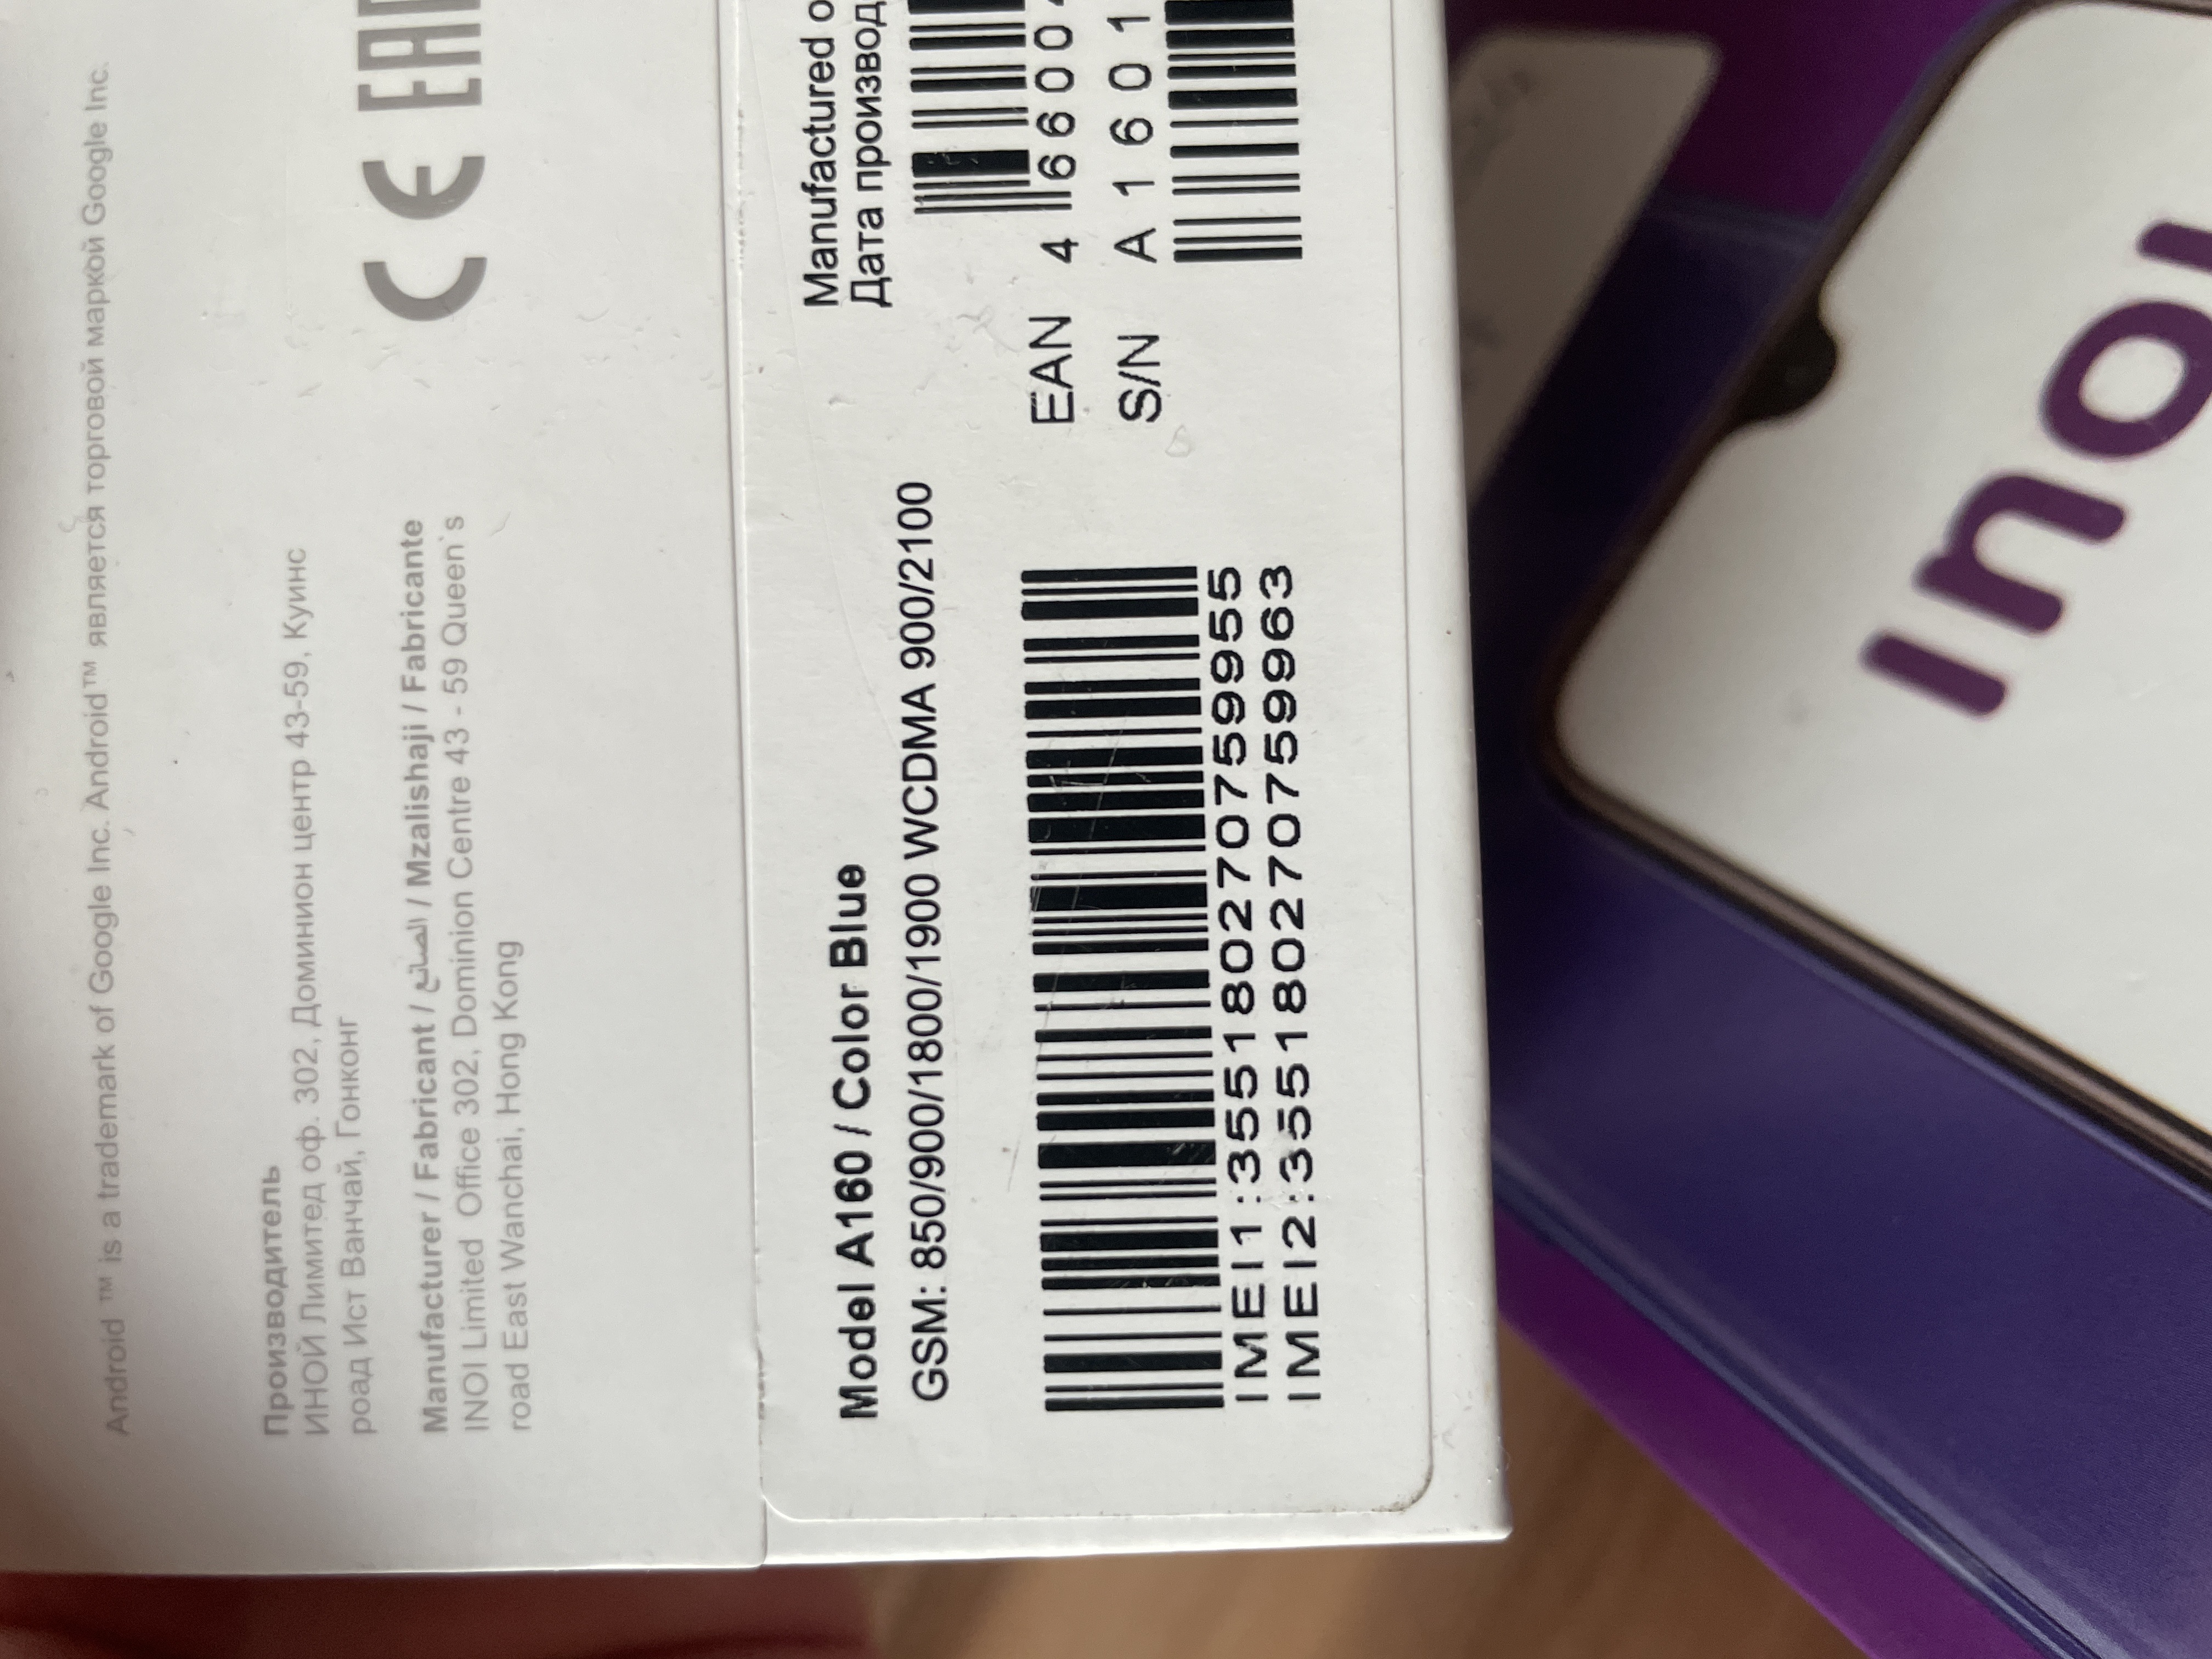 Android ™ is a trademark of Google Inc. Android™ является торговой маркой Google Inc.
Производитель
ИНОЙ Лимитед оф. 302, Доминион центр 43-59, Куинс
роад Ист Ванчай, Гонконг
Manufacturer / Fabricant / الصانع / Mzalishaji / Fabricante
INOI Limited Office 302, Dominion Centre 43 - 59 Queen`s
road East Wanchai, Hong Kong
CE EAC
Model A160 / Color Blue
GSM: 850/900/1800/1900 WCDMA 900/2100
IMEI1:355180270759955
IMEI2:355180270759963
Manufactured
Дата производ
EAN 4 6600
S/N A1601
INOI